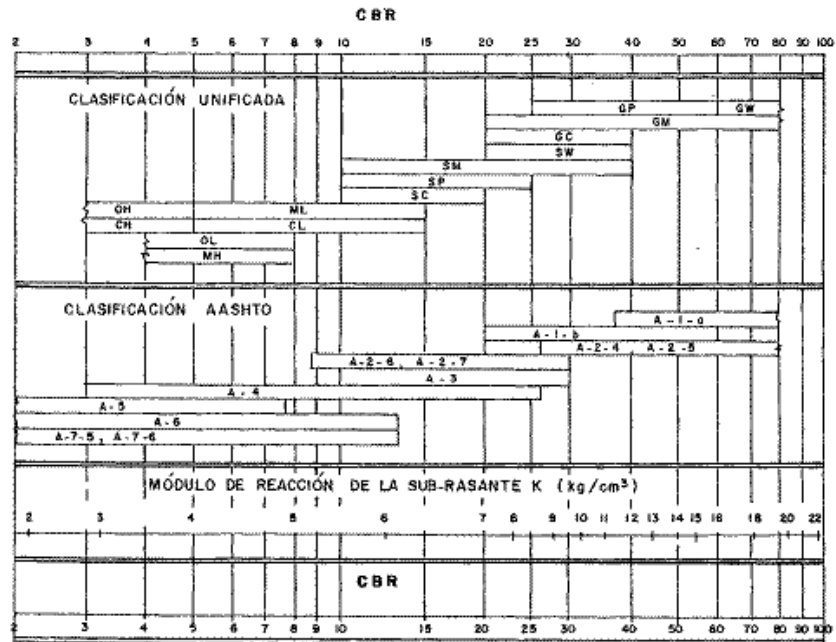 CBR
2 3 4 5 6 7 8 9 10 15 20 25 30 40 50 60 70 80 90 100
CLASIFICACIÓN UNIFICADA
GP GW
GM
GC
SW
SM
SP
SC
OH ML
CH CL
OL
MH
CLASIFICACIÓN AASHTO
A-1-a
A-1-b
A-2-4 A-2-5
A-2-6, A-2-7
A-3
A-4
A-5
A-6
A-7-5, A-7-6
MÓDULO DE REACCIÓN DE LA SUB-RASANTE K (kg/cm³)
2 3 4 5 6 7 8 9 10 11 12 13 14 15 16 18 20 22
CBR
2 3 4 5 6 7 8 9 10 15 20 25 30 40 50 60 70 80 90 100